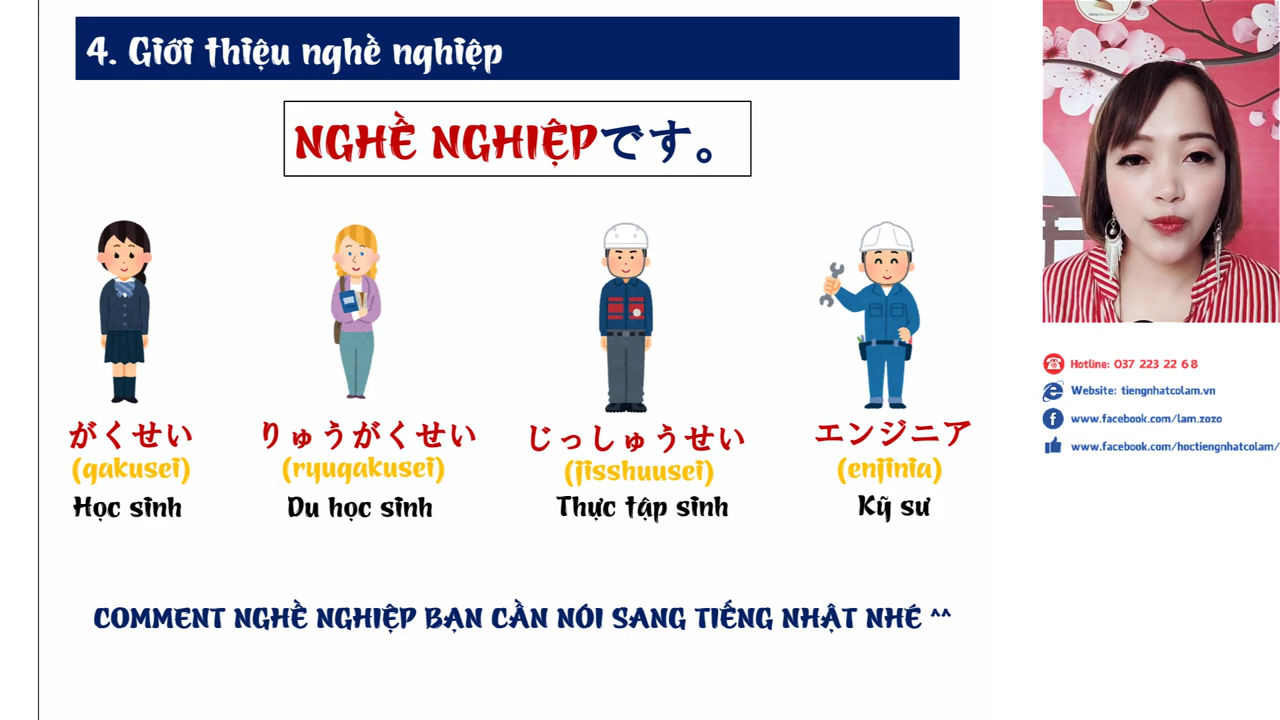 4. Giới thiệu nghề nghiệp
NGHỀ NGHIỆPです。
がくせい
(gakusei)
Học sinh
りゅうがくせい
(ryugakusei)
Du học sinh
じっしゅうせい
(jisshuusei)
Thực tập sinh
エンジニア
(enjinia)
Kỹ sư
COMMENT NGHỀ NGHIỆP BẠN CẦN NÓI SANG TIẾNG NHẬT NHÉ ^^
Hotline: 037 223 22 68
Website: tiengnhatcolam.vn
www.facebook.com/lam.zozo
www.facebook.com/hoctiengnhatcolam/